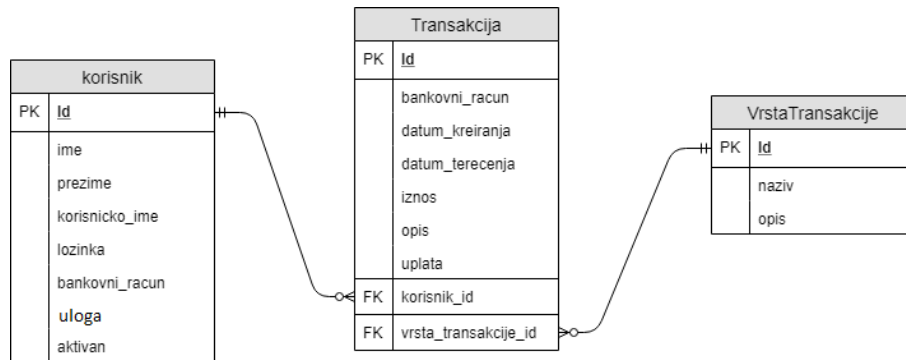 korisnik
PK Id
ime
prezime
korisnicko_ime
lozinka
bankovni_racun
uloga
aktivan
Transakcija
PK Id
bankovni_racun
datum_kreiranja
datum_terecenja
iznos
opis
uplata
FK korisnik_id
FK vrsta_transakcije_id
VrstaTransakcije
PK Id
naziv
opis